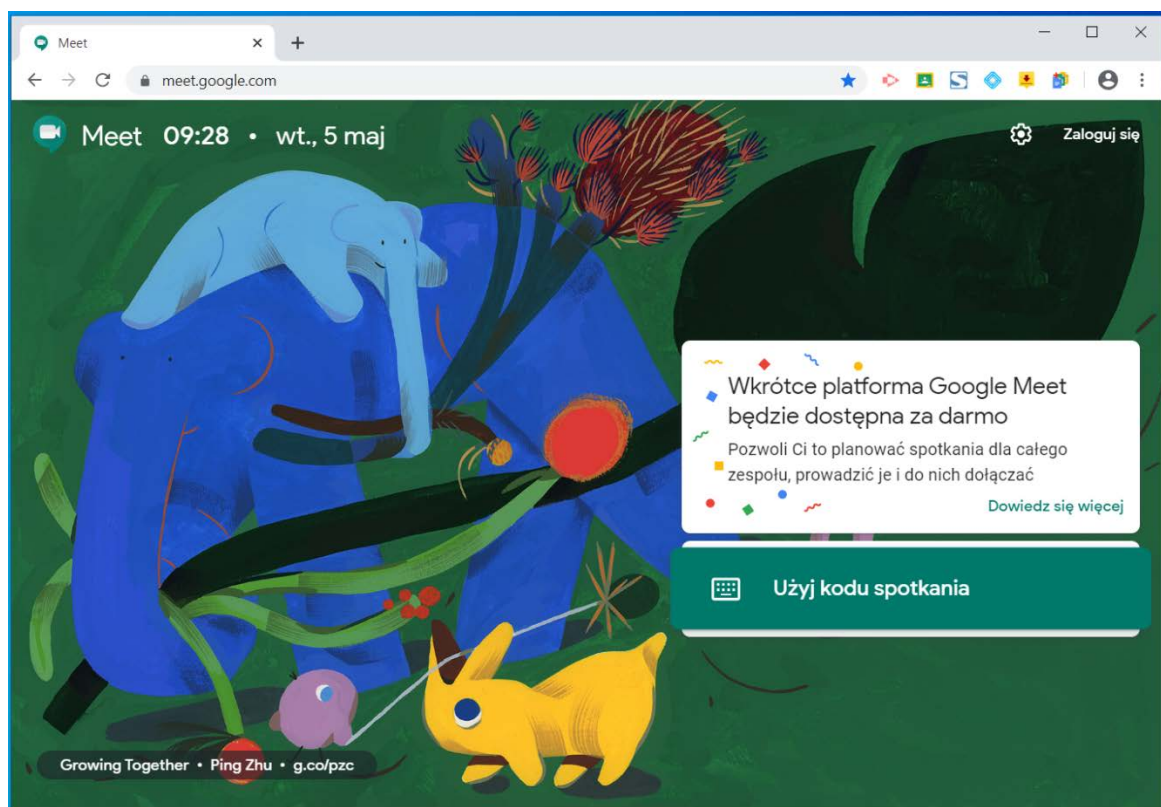 Meet
meet.google.com
Meet 09:28 • wt., 5 maj
Zaloguj się
Wkrótce platforma Google Meet
będzie dostępna za darmo
Pozwoli Ci to planować spotkania dla całego
zespołu, prowadzić je i do nich dołączać
Dowiedz się więcej
Użyj kodu spotkania
Growing Together • Ping Zhu • g.co/pzc